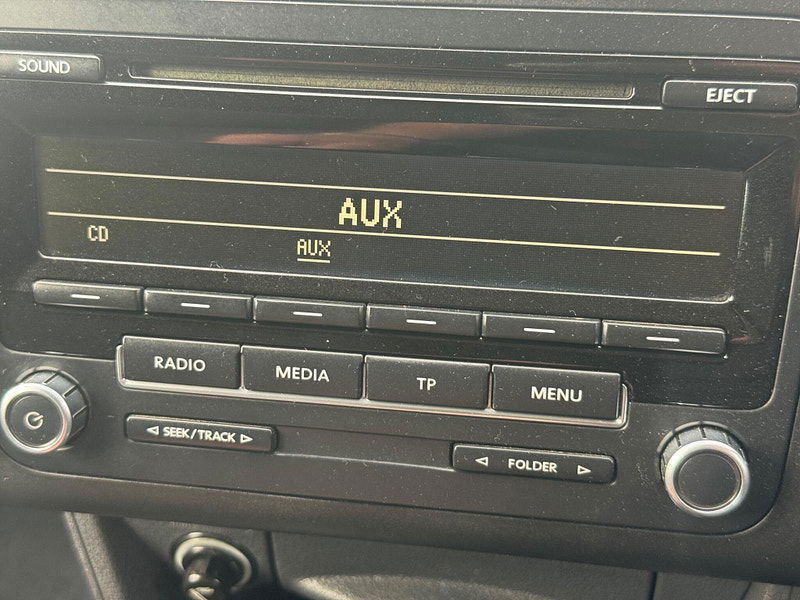 SOUND
EJECT
AUX
CD AUX
RADIO MEDIA TP MENU
SEEK/TRACK
FOLDER